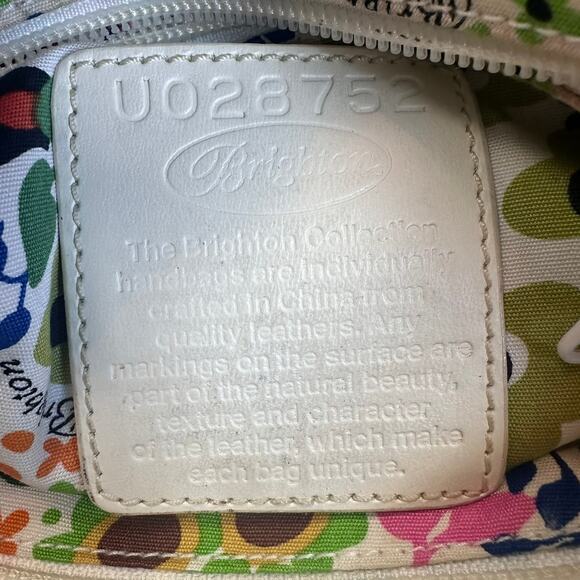 U028752
Brighton
The Brighton Collection
handbags are individually
crafted in China from
quality leathers. Any
markings on the surface are
part of the natural beauty,
texture and character
of the leather, which make
each bag unique.
Brighton